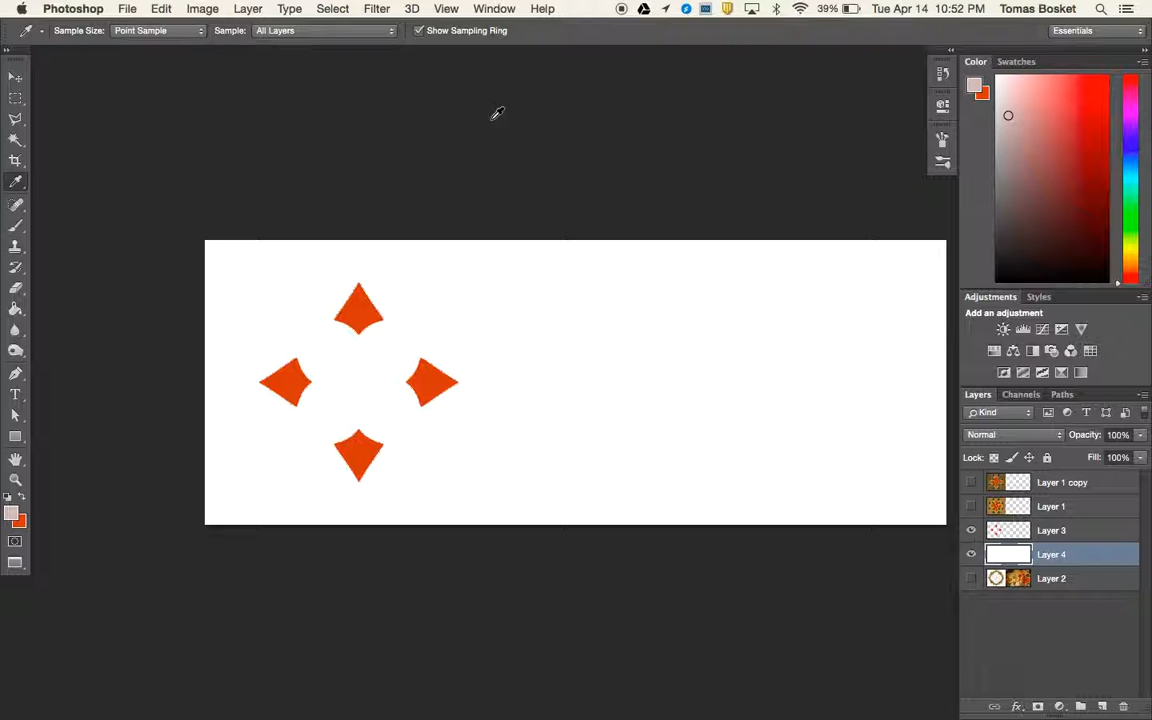 Photoshop File Edit Image Layer Type Select Filter 3D View Window Help 39% Tue Apr 14 10:52 PM Tomas Bosket
Sample Size: Point Sample Sample: All Layers Show Sampling Ring Essentials
Color Swatches
Adjustments Styles
Add an adjustment
Layers Channels Paths
Kind
Normal Opacity: 100%
Lock: Fill: 100%
Layer 1 copy
Layer 1
Layer 3
Layer 4
Layer 2